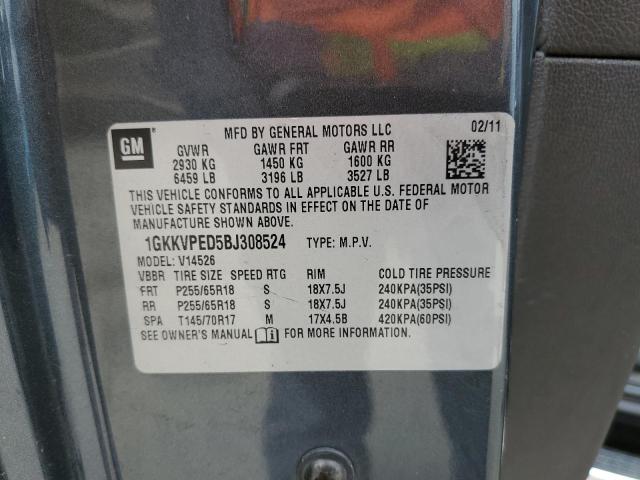 GM
MFD BY GENERAL MOTORS LLC 02/11
GVWR GAWR FRT GAWR RR
2930 KG 1450 KG 1600 KG
6459 LB 3196 LB 3527 LB
THIS VEHICLE CONFORMS TO ALL APPLICABLE U.S. FEDERAL MOTOR
VEHICLE SAFETY STANDARDS IN EFFECT ON THE DATE OF
MANUFACTURE SHOWN ABOVE.
1GKKVPED5BJ308524 TYPE: M.P.V.
MODEL: V14526
VBBR TIRE SIZE SPEED RTG RIM COLD TIRE PRESSURE
FRT P255/65R18 S 18X7.5J 240KPA(35PSI)
RR P255/65R18 S 18X7.5J 240KPA(35PSI)
SPA T145/70R17 M 17X4.5B 420KPA(60PSI)
SEE OWNER'S MANUAL FOR MORE INFORMATION.